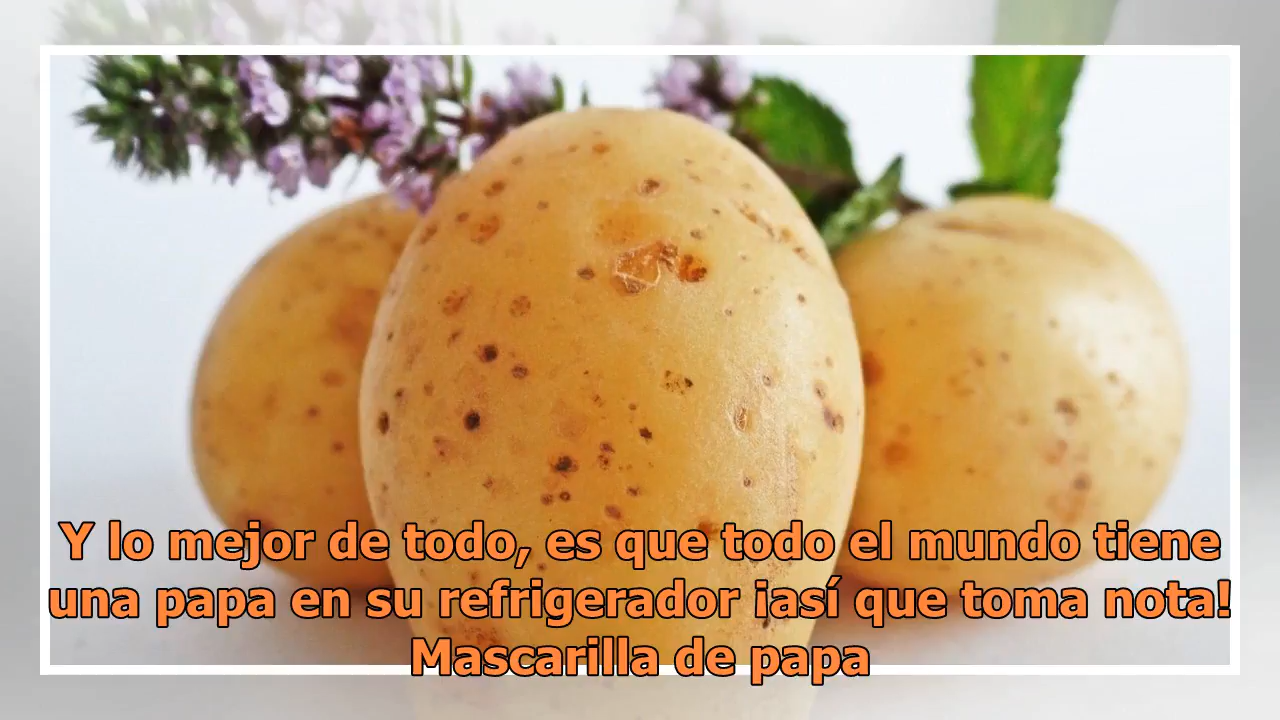 Y lo mejor de todo, es que todo el mundo tiene
una papa en su refrigerador ¡así que toma nota!
Mascarilla de papa